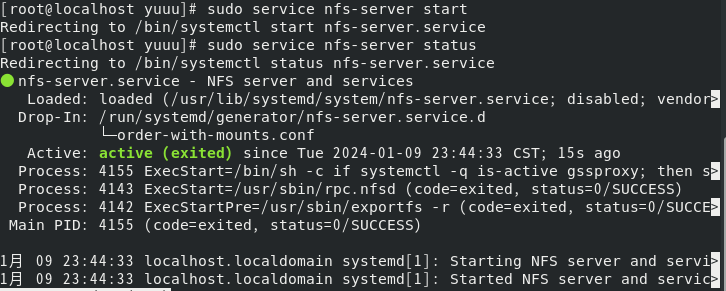 [root@localhost yuuu]# sudo service nfs-server start
Redirecting to /bin/systemctl start nfs-server.service
[root@localhost yuuu]# sudo service nfs-server status
Redirecting to /bin/systemctl status nfs-server.service
● nfs-server.service - NFS server and services
   Loaded: loaded (/usr/lib/systemd/system/nfs-server.service; disabled; vendor>
  Drop-In: /run/systemd/generator/nfs-server.service.d
           └─order-with-mounts.conf
   Active: active (exited) since Tue 2024-01-09 23:44:33 CST; 15s ago
  Process: 4155 ExecStart=/bin/sh -c if systemctl -q is-active gssproxy; then s>
  Process: 4143 ExecStart=/usr/sbin/rpc.nfsd (code=exited, status=0/SUCCESS)
  Process: 4142 ExecStartPre=/usr/sbin/exportfs -r (code=exited, status=0/SUCCE>
 Main PID: 4155 (code=exited, status=0/SUCCESS)

1月 09 23:44:33 localhost.localdomain systemd[1]: Starting NFS server and servi>
1月 09 23:44:33 localhost.localdomain systemd[1]: Started NFS server and servic>